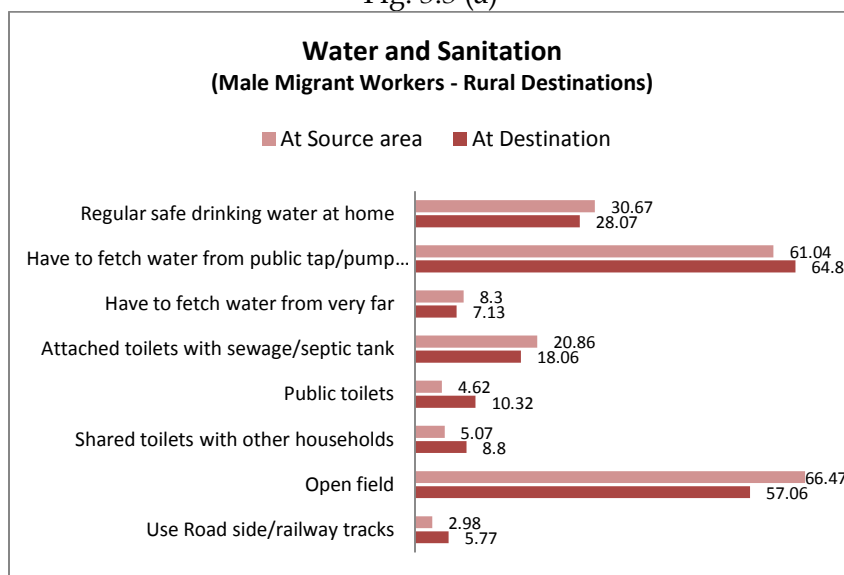 Fig. 3.3 (a)
Water and Sanitation
(Male Migrant Workers - Rural Destinations)
At Source area At Destination
Regular safe drinking water at home 30.67
28.07
Have to fetch water from public tap/pump... 61.04
64.8
Have to fetch water from very far 8.3
7.13
Attached toilets with sewage/septic tank 20.86
18.06
Public toilets 4.62
10.32
Shared toilets with other households 5.07
8.8
Open field 66.47
57.06
Use Road side/railway tracks 2.98
5.77